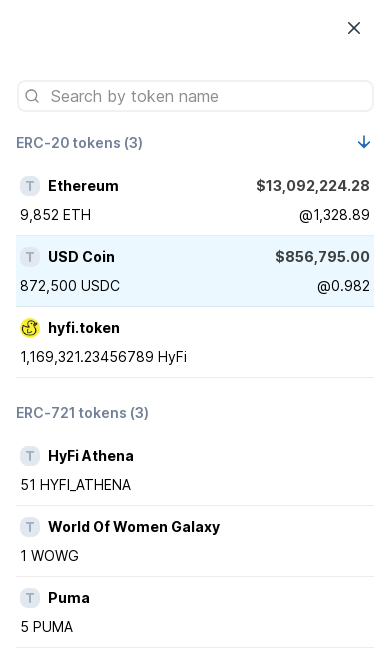 Search by token name
ERC-20 tokens (3)
T Ethereum $13,092,224.28
9,852 ETH @1,328.89
T USD Coin $856,795.00
872,500 USDC @0.982
hyfi.token
1,169,321.23456789 HyFi
ERC-721 tokens (3)
T HyFi Athena
51 HYFI_ATHENA
T World Of Women Galaxy
1 WOWG
T Puma
5 PUMA